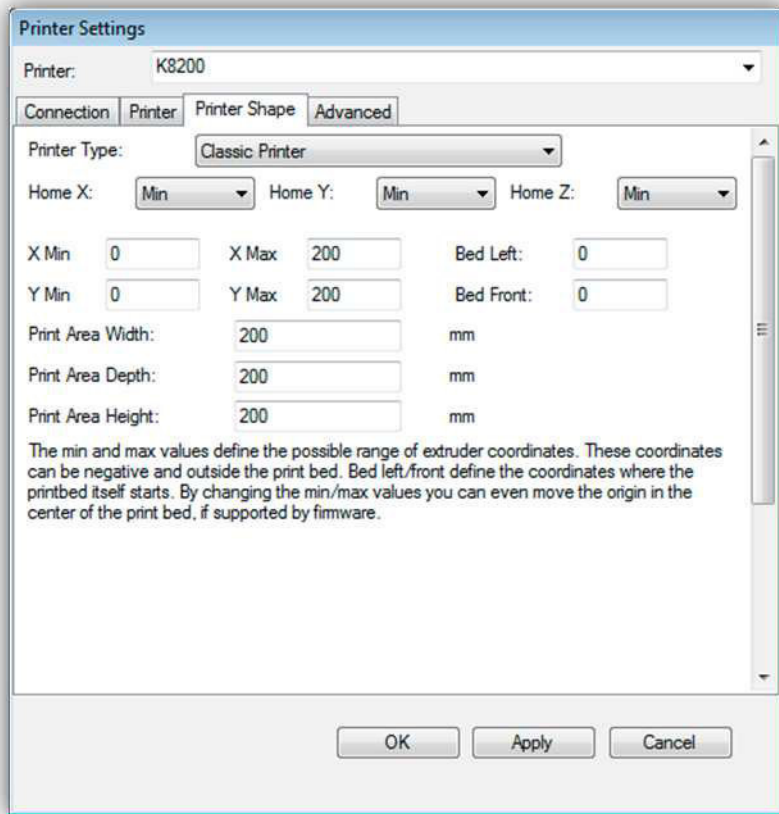 Printer Settings
Printer: K8200
Connection Printer Printer Shape Advanced
Printer Type: Classic Printer
Home X: Min Home Y: Min Home Z: Min
X Min 0 X Max 200 Bed Left: 0
Y Min 0 Y Max 200 Bed Front: 0
Print Area Width: 200 mm
Print Area Depth: 200 mm
Print Area Height: 200 mm
The min and max values define the possible range of extruder coordinates. These coordinates
can be negative and outside the print bed. Bed left/front define the coordinates where the
printbed itself starts. By changing the min/max values you can even move the origin in the
center of the print bed, if supported by firmware.
OK Apply Cancel